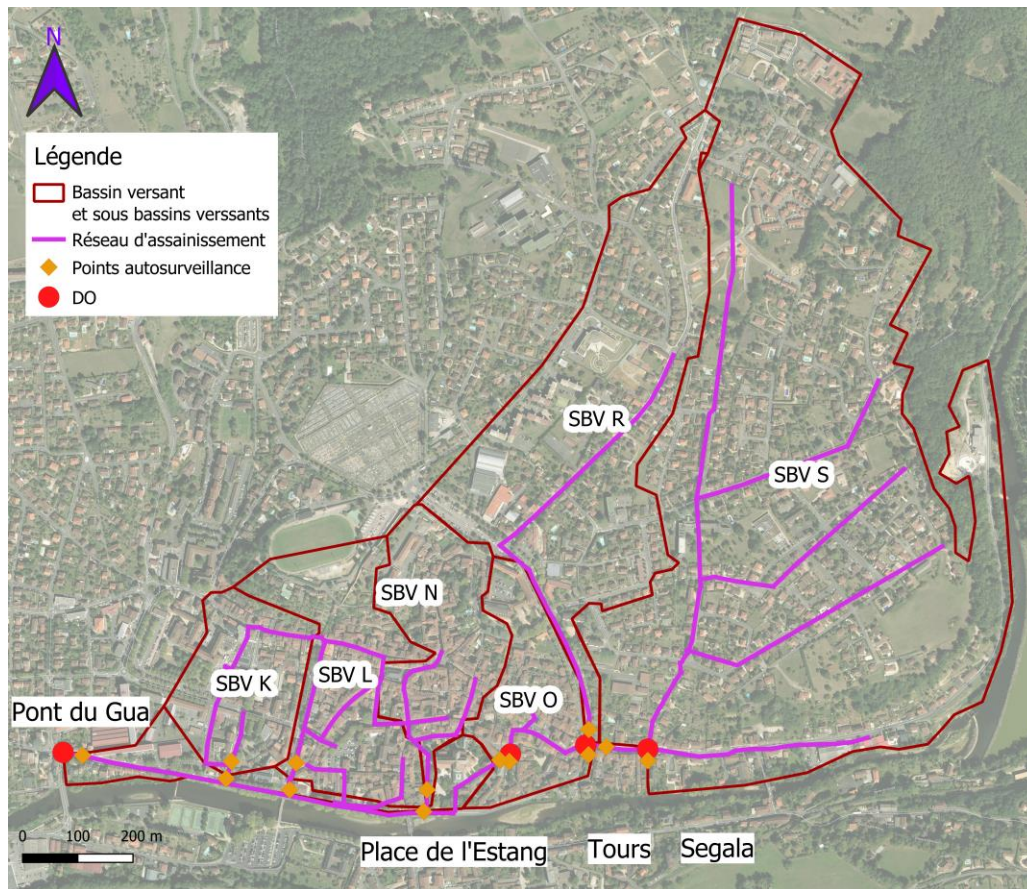 N
Légende
Bassin versant
et sous bassins verssants
Réseau d'assainissement
Points autosurveillance
DO
SBV R
SBV S
SBV N
SBV K
SBV L
SBV O
Pont du Gua
0 100 200 m
Place de l'Estang
Tours
Segala